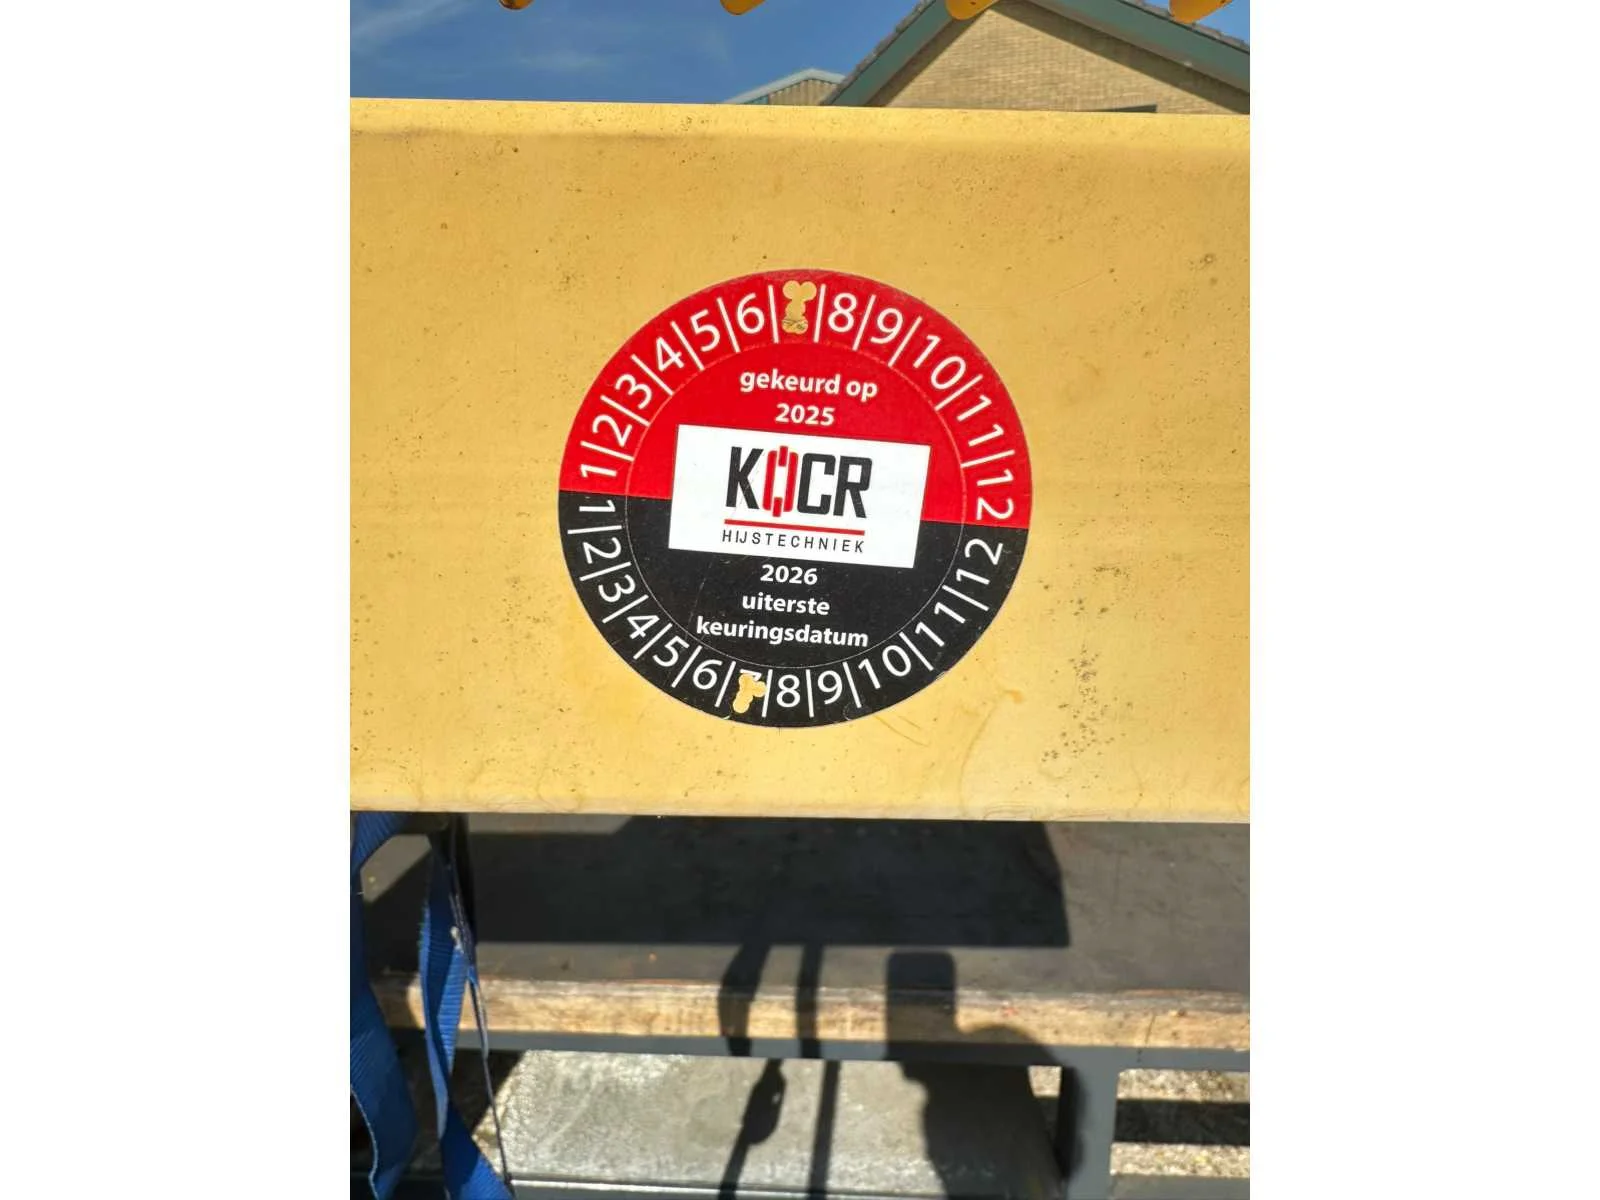 1|2|3|4|5|6| |8|9|10|11|12
gekeurd op
2025
KOCR
HIJSTECHNIEK
2026
uiterste
keuringsdatum
1|2|3|4|5|6|7|8|9|10|11|12